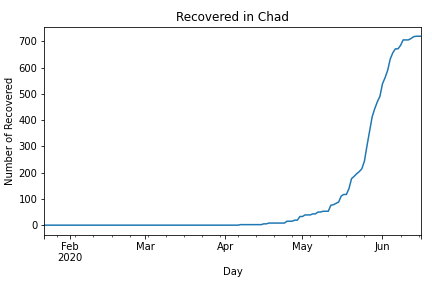 Recovered in Chad
Number of Recovered
700
600
500
400
300
200
100
0
Feb
2020
Mar
Apr
May
Jun
Day